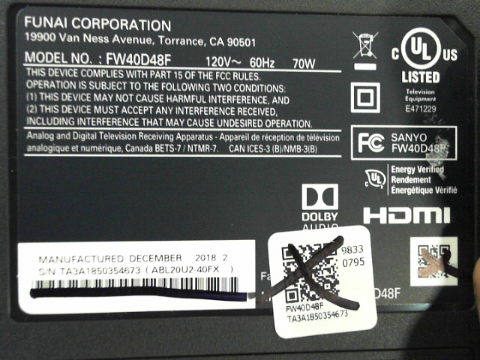 FUNAI CORPORATION
19900 Van Ness Avenue, Torrance, CA 90501
MODEL NO. : FW40D48F 120V~ 60Hz 70W
THIS DEVICE COMPLIES WITH PART 15 OF THE FCC RULES.
OPERATION IS SUBJECT TO THE FOLLOWING TWO CONDITIONS:
(1) THIS DEVICE MAY NOT CAUSE HARMFUL INTERFERENCE, AND
(2) THIS DEVICE MUST ACCEPT ANY INTERFERENCE RECEIVED,
INCLUDING INTERFERENCE THAT MAY CAUSE UNDESIRED OPERATION.
Analog and Digital Television Receiving Apparatus - Appareil de réception de télévision
analogique et numérique, Canada BETS-7 / NTMR-7. CAN ICES-3 (B)/NMB-3(B)
C UL US
LISTED
Television
Equipment
E471229
FC SANYO
FW40D48F
UL
Energy Verified
Rendement
Énergétique Vérifié
DOLBY
AUDIO
HDMI
MANUFACTURED DECEMBER 2018 2
S/N TA3A1850354673 ( ABL20U2-40FX )
9833
0795
FW40D48F
TA3A1850354673
D48F